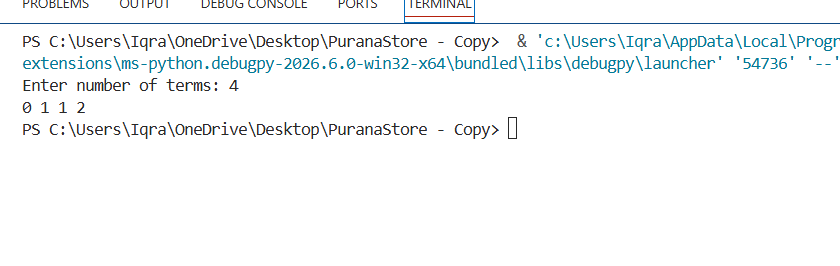 PROBLEMS OUTPUT DEBUG CONSOLE PORTS TERMINAL
PS C:\Users\Iqra\OneDrive\Desktop\PuranaStore - Copy> & 'c:\Users\Iqra\AppData\Local\Progr
extensions\ms-python.debugpy-2026.6.0-win32-x64\bundled\libs\debugpy\launcher' '54736' '--'
Enter number of terms: 4
0 1 1 2
PS C:\Users\Iqra\OneDrive\Desktop\PuranaStore - Copy>